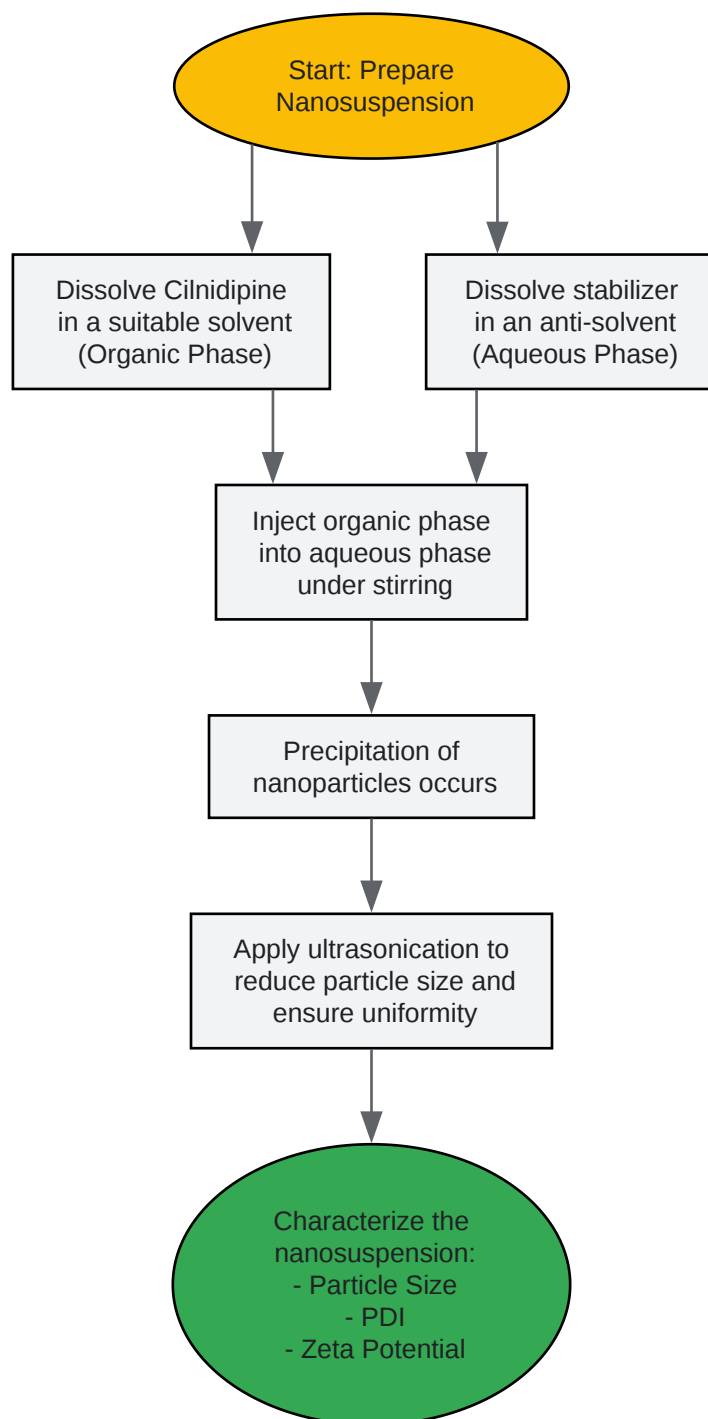 Start: Prepare
Nanosuspension
Dissolve Cilnidipine
in a suitable solvent
(Organic Phase)
Dissolve stabilizer
in an anti-solvent
(Aqueous Phase)
Inject organic phase
into aqueous phase
under stirring
Precipitation of
nanoparticles occurs
Apply ultrasonication to
reduce particle size and
ensure uniformity
Characterize the
nanosuspension:
- Particle Size
- PDI
- Zeta Potential